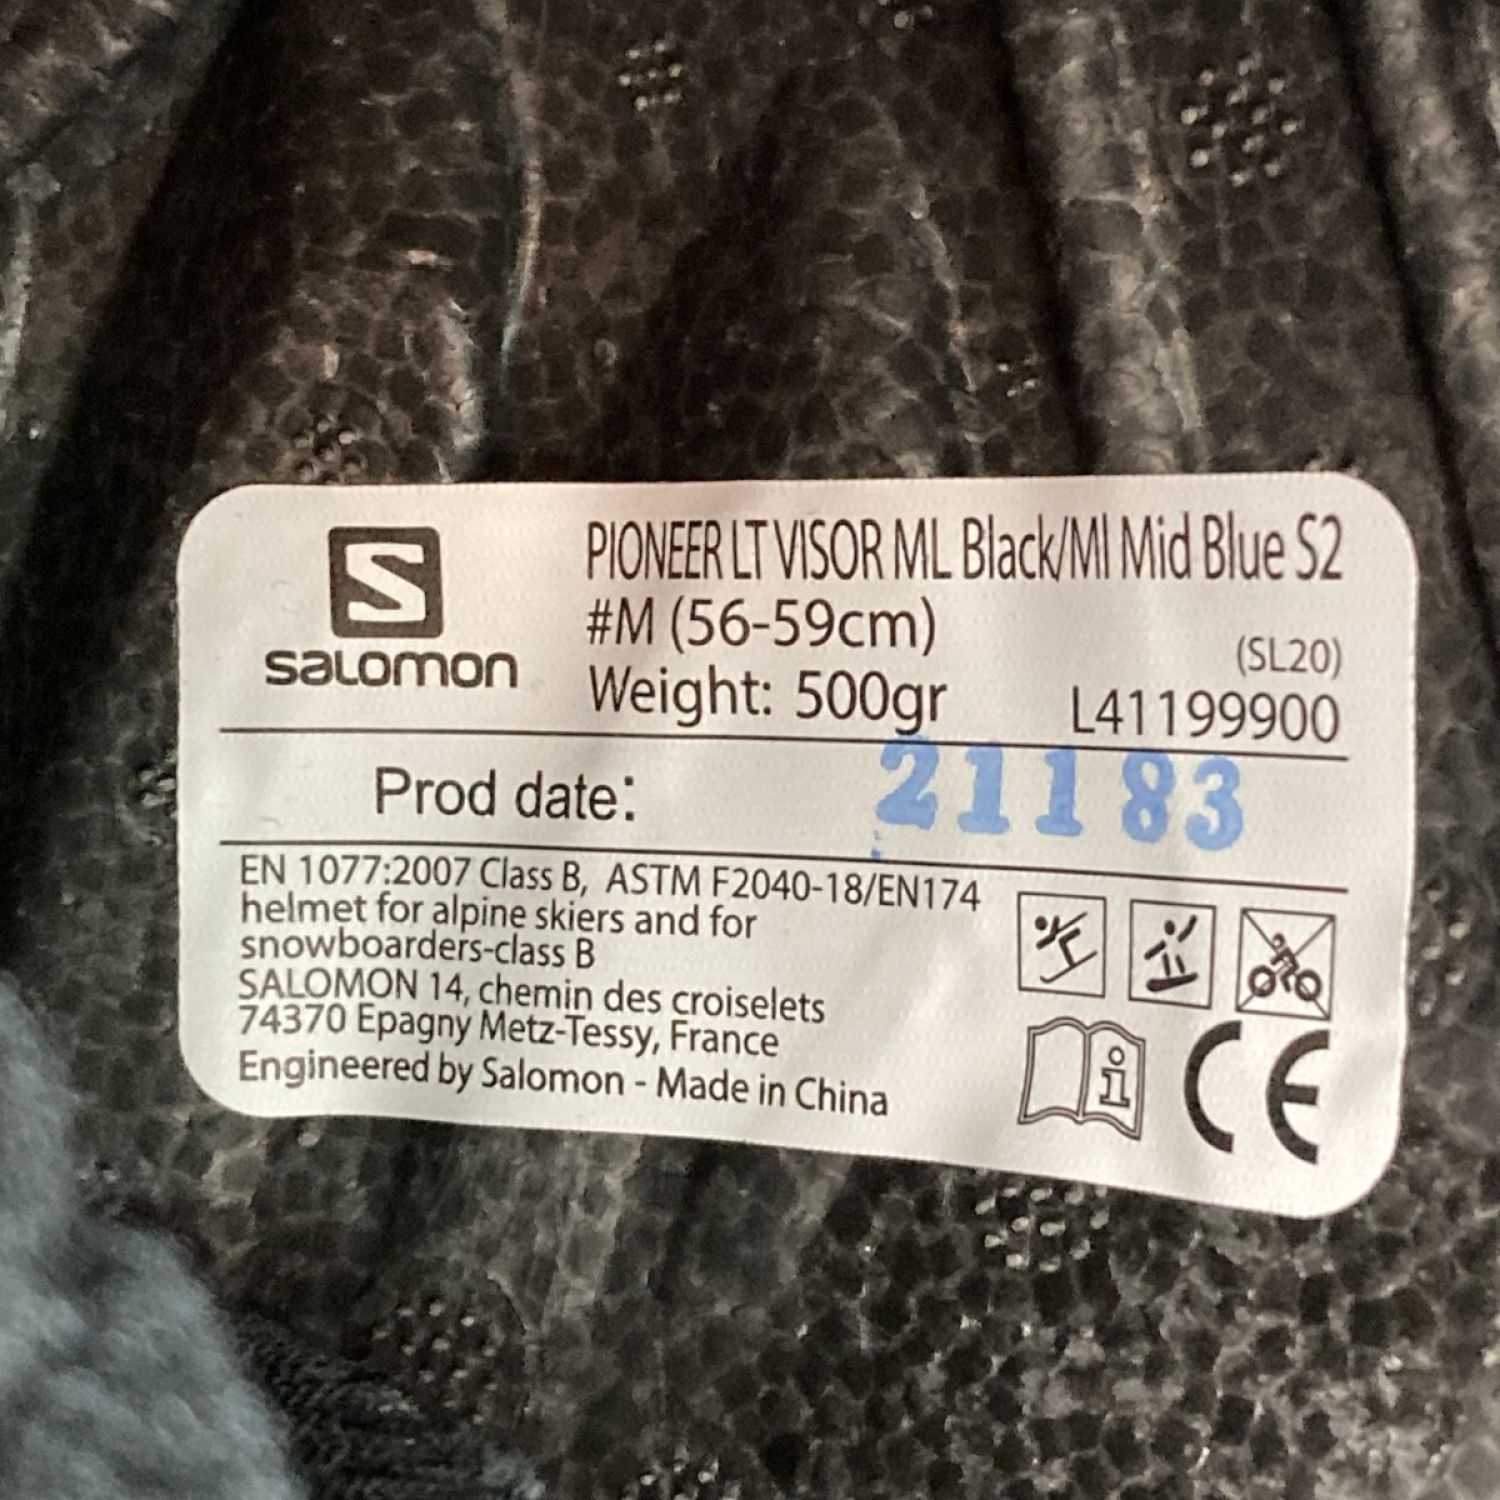 S
salomon
PIONEER LT VISOR ML Black/Ml Mid Blue S2
#M (56-59cm)
(SL20)
Weight: 500gr
L41199900
Prod date: 21183
EN 1077:2007 Class B, ASTM F2040-18/EN174
helmet for alpine skiers and for
snowboarders-class B
SALOMON 14, chemin des croiselets
74370 Epagny Metz-Tessy, France
Engineered by Salomon - Made in China
i
CE